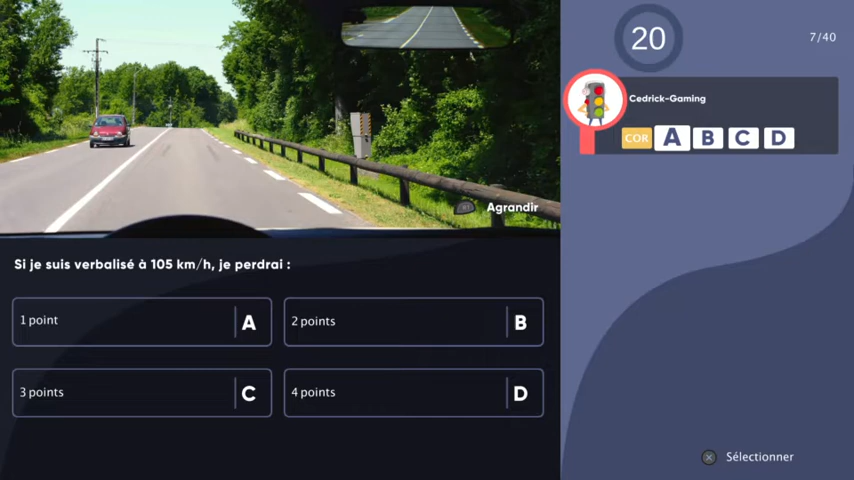 20
7/40
Cedrick-Gaming
COR A B C D
Agrandir
Si je suis verbalisé à 105 km/h, je perdrai :
1 point A
2 points B
3 points C
4 points D
Sélectionner